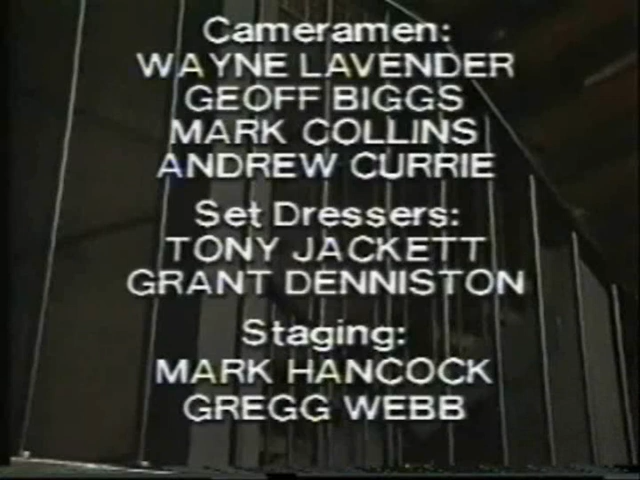 Cameramen:
WAYNE LAVENDER
GEOFF BIGGS
MARK COLLINS
ANDREW CURRIE
Set Dressers:
TONY JACKETT
GRANT DENNISTON
Staging:
MARK HANCOCK
GREGG WEBB